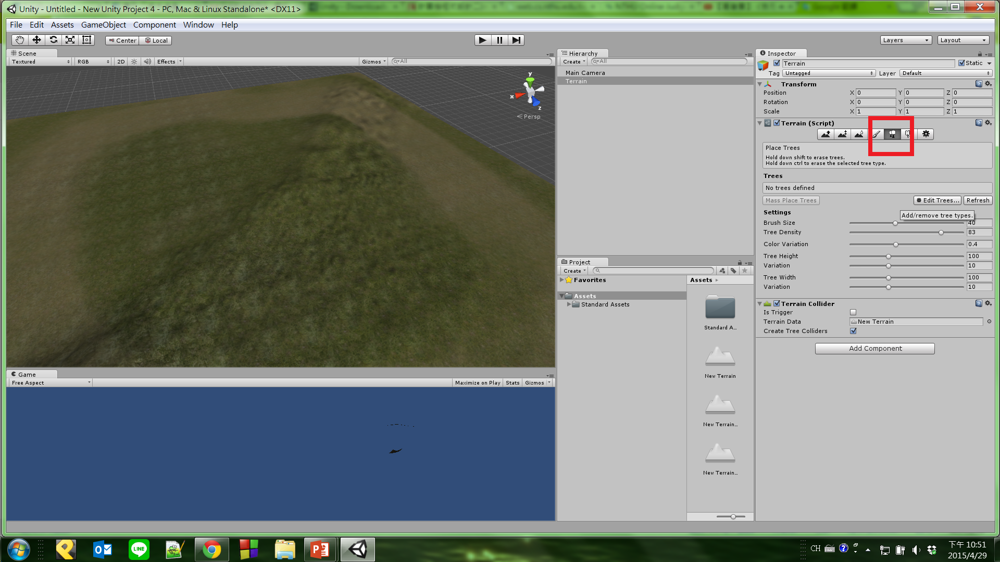 Unity - Untitled - New Unity Project 4 - PC, Mac & Linux Standalone* <DX11>
File Edit Assets GameObject Component Window Help
Center Local
Layers Layout
Scene
Textured RGB 2D Effects Gizmos All
y
x
z
Persp
Game
Free Aspect Maximize on Play Stats Gizmos
Hierarchy
Create All
Main Camera
Terrain
Project
Create
Favorites
Assets
Standard Assets
Assets
Standard A...
New Terrain
New Terrain...
New Terrain...
Inspector
Terrain Static
Tag Untagged Layer Default
Transform
Position X 0 Y 0 Z 0
Rotation X 0 Y 0 Z 0
Scale X 1 Y 1 Z 1
Terrain (Script)
Place Trees
Hold down shift to erase trees.
Hold down ctrl to erase the selected tree type.
Trees
No trees defined
Mass Place Trees Edit Trees... Refresh
Settings
Add/remove tree types.
Brush Size 40
Tree Density 83
Color Variation 0.4
Tree Height 100
Variation 10
Tree Width 100
Variation 10
Terrain Collider
Is Trigger
Terrain Data New Terrain
Create Tree Colliders
Add Component
LINE
CH
下午 10:51
2015/4/29